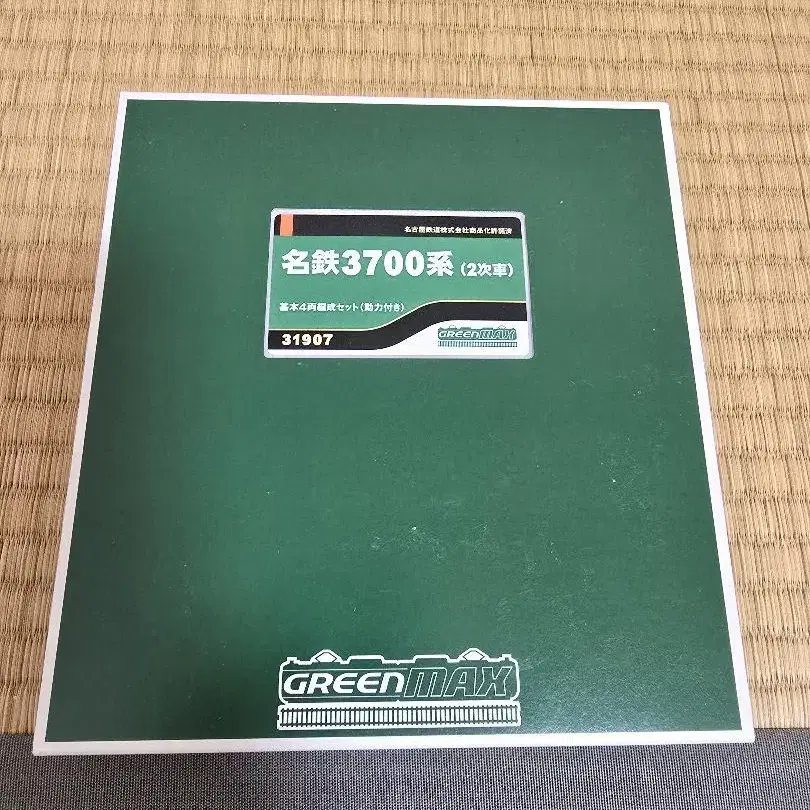 名古屋鉄道株式会社商品化許諾済
名鉄3700系(2次車)
基本4両編成セット(動力付き)
31907
GREENMAX
GREENMAX